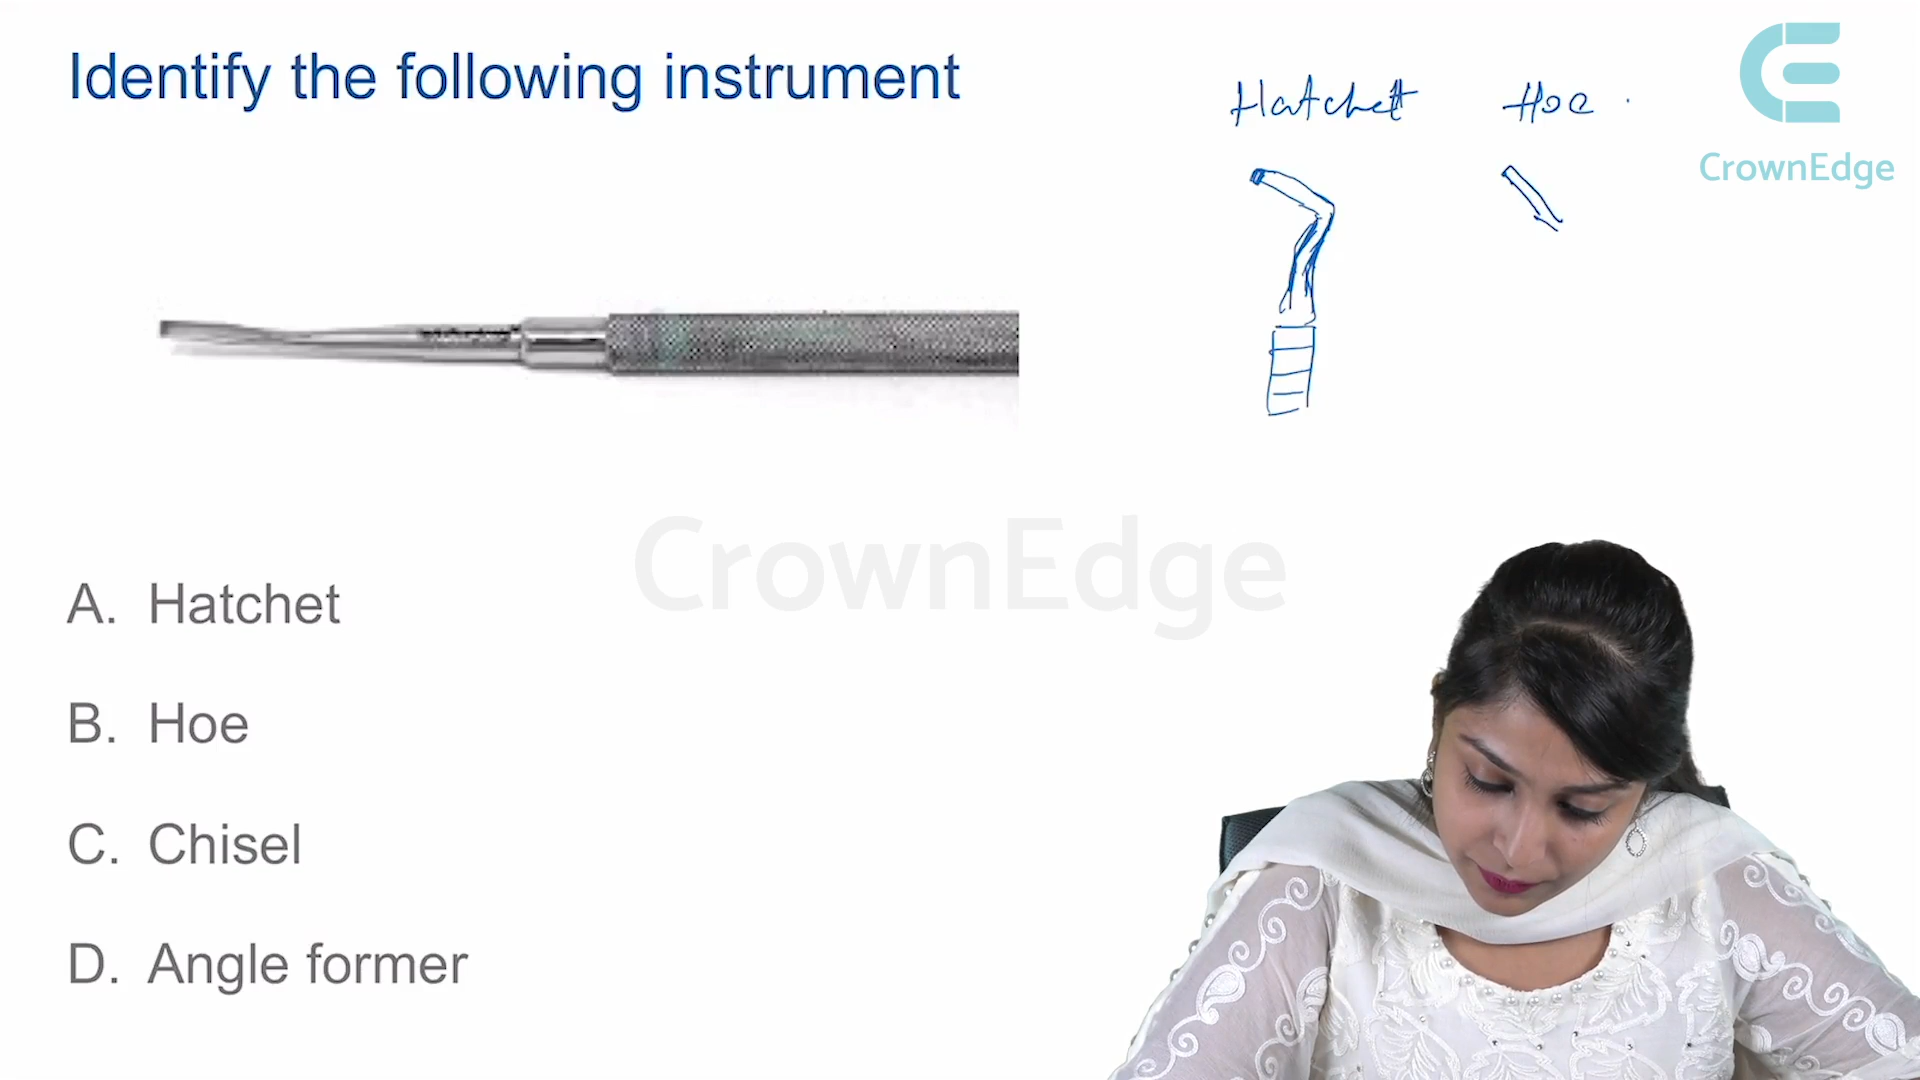 Identify the following instrument
Hatchet Hoe
CrownEdge
CrownEdge
A. Hatchet
B. Hoe
C. Chisel
D. Angle former